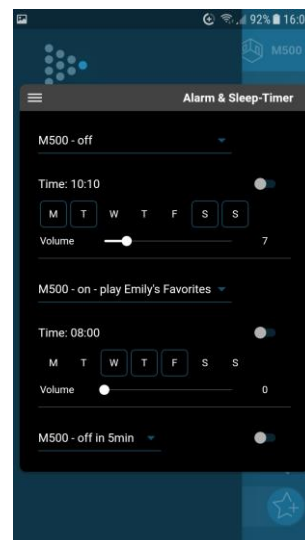 92% 16:0
M500
Alarm & Sleep-Timer
M500 - off
Time: 10:10
M T W T F S S
Volume 7
M500 - on - play Emily's Favorites
Time: 08:00
M T W T F S S
Volume 0
M500 - off in 5min